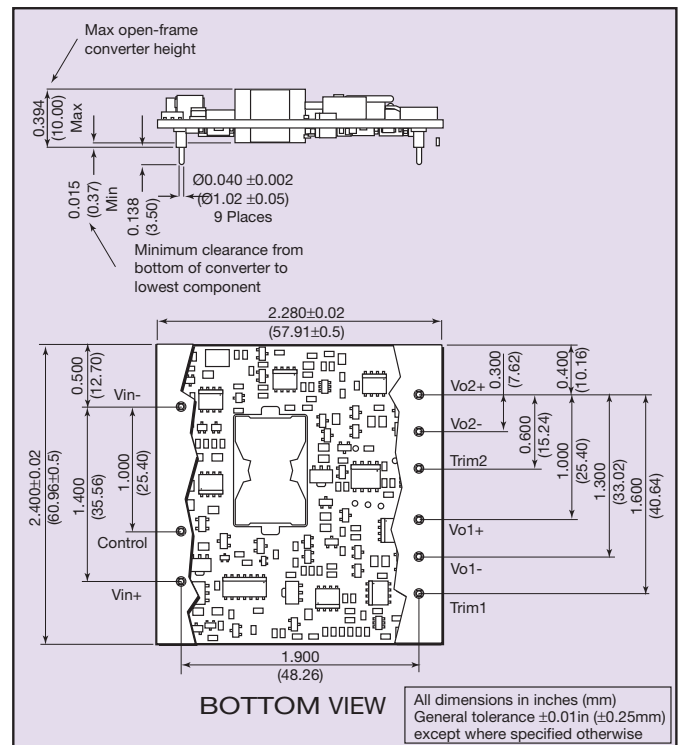 Max open-frame
converter height
0.394
(10.00)
Max
0.015
(0.37)
Min
0.138
(3.50)
Ø0.040 ±0.002
(Ø1.02 ±0.05)
9 Places
Minimum clearance from
bottom of converter to
lowest component
2.280±0.02
(57.91±0.5)
0.500
(12.70)
Vin-
2.400±0.02
(60.96±0.5)
1.400
(35.56)
1.000
(25.40)
Control
Vin+
0.300
(7.62)
0.400
(10.16)
Vo2+
Vo2-
0.600
(15.24)
Trim2
1.000
(25.40)
1.300
(33.02)
1.600
(40.64)
Vo1+
Vo1-
Trim1
1.900
(48.26)
BOTTOM VIEW
All dimensions in inches (mm)
General tolerance ±0.01in (±0.25mm)
except where specified otherwise